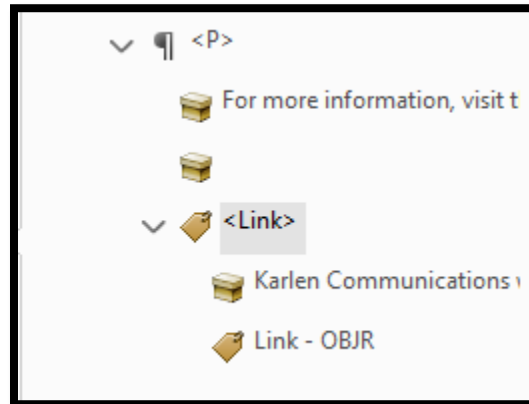 <P>
For more information, visit t
<Link>
Karlen Communications
Link - OBJR